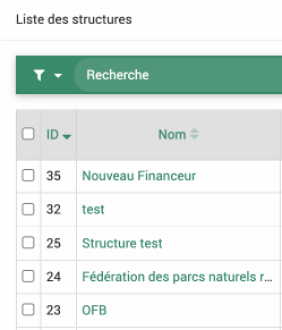 Liste des structures
Recherche
ID Nom
35 Nouveau Financeur
32 test
25 Structure test
24 Fédération des parcs naturels r...
23 OFB